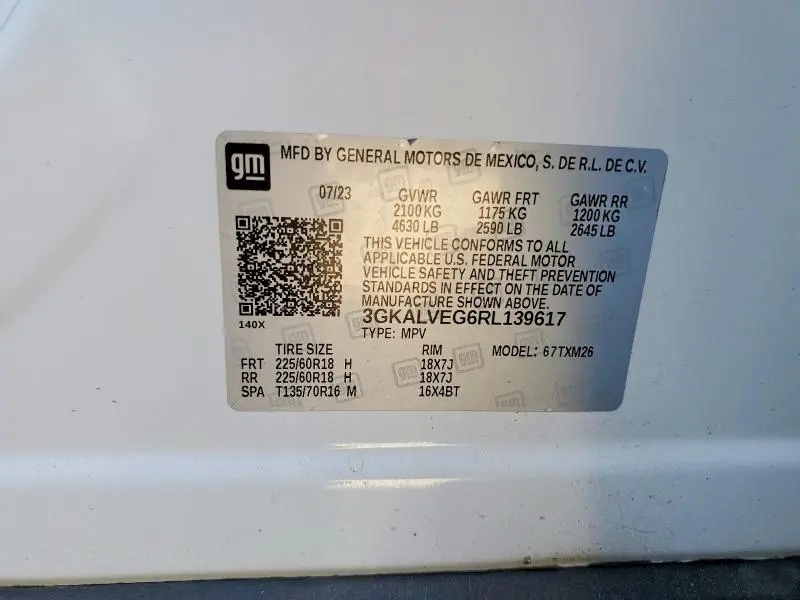 gm
MFD BY GENERAL MOTORS DE MEXICO, S. DE R.L. DE C.V.
07/23 GVWR GAWR FRT GAWR RR
2100 KG 1175 KG 1200 KG
4630 LB 2590 LB 2645 LB
THIS VEHICLE CONFORMS TO ALL
APPLICABLE U.S. FEDERAL MOTOR
VEHICLE SAFETY AND THEFT PREVENTION
STANDARDS IN EFFECT ON THE DATE OF
MANUFACTURE SHOWN ABOVE.
140X
3GKALVEG6RL139617
TYPE: MPV
TIRE SIZE RIM MODEL: 67TXM26
FRT 225/60R18 H 18X7J
RR 225/60R18 H 18X7J
SPA T135/70R16 M 16X4BT